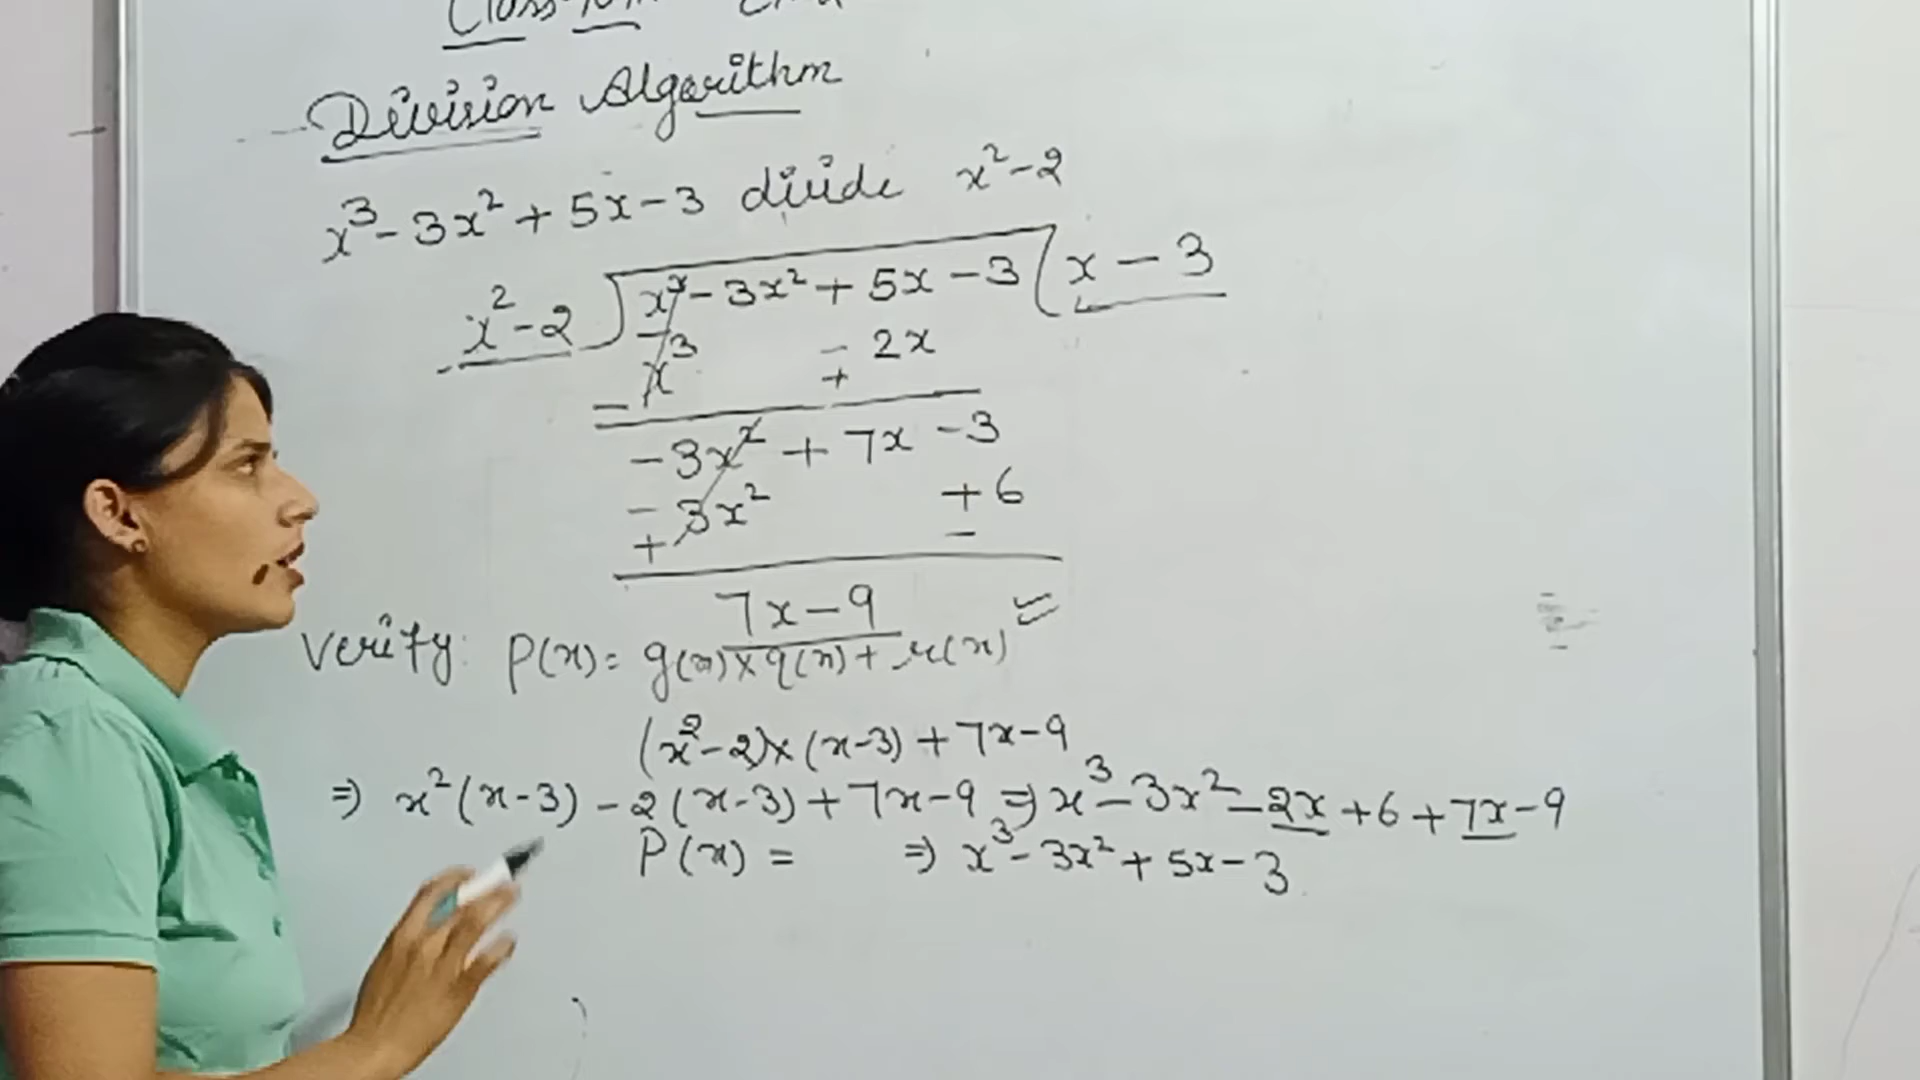 Class-10th
Division Algorithm
x³-3x²+5x-3 divide x²-2
x²-2 ) x³-3x²+5x-3 ( x-3
x³ - 2x
- +
-3x²+7x-3
-3x² +6
+ -
7x-9
Verify: P(x)= g(x)×q(x)+r(x)
(x²-2)×(x-3)+7x-9
⇒ x²(x-3)-2(x-3)+7x-9 ⇒ x³-3x²-2x+6+7x-9
P(x) = ⇒ x³-3x²+5x-3